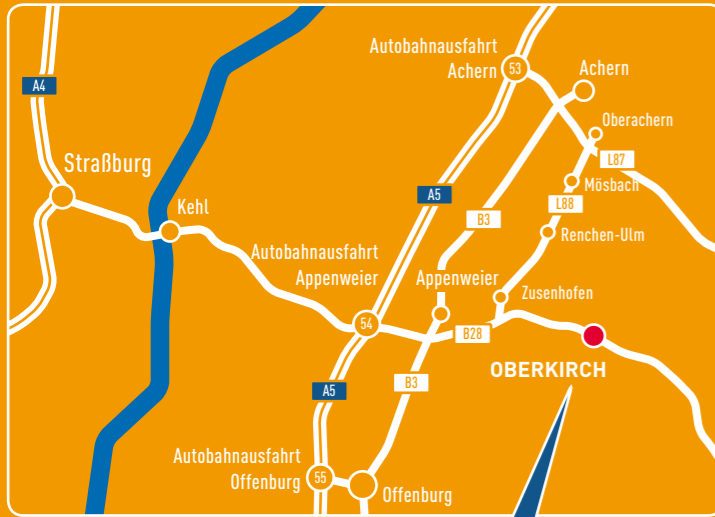 Autobahnausfahrt
Achern
53
Achern
A4
Oberachern
L87
Straßburg
Mösbach
A5
L88
Kehl
B3
Renchen-Ulm
Autobahnausfahrt
Appenweier
Appenweier
Zusenhofen
54
B28
OBERKIRCH
A5
B3
Autobahnausfahrt
Offenburg
55
Offenburg